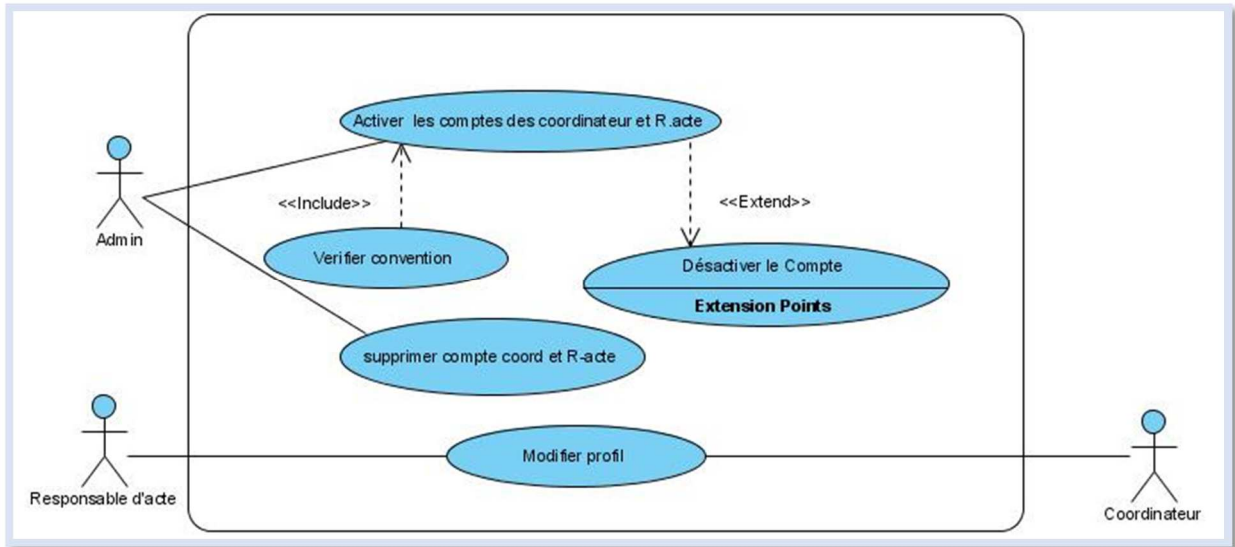 Activer les comptes des coordinateur et R.acte
<<Include>>
<<Extend>>
Admin
Verifier convention
Désactiver le Compte
Extension Points
supprimer compte coord et R-acte
Modifier profil
Responsable d'acte
Coordinateur